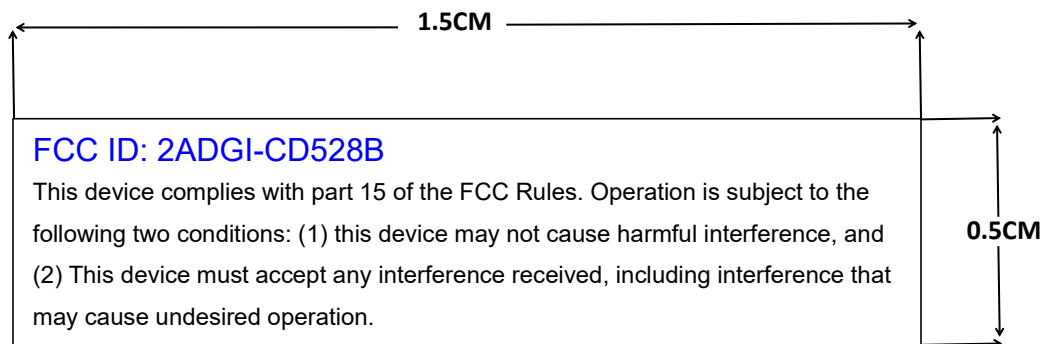 1.5CM
FCC ID: 2ADGI-CD528B
This device complies with part 15 of the FCC Rules. Operation is subject to the
following two conditions: (1) this device may not cause harmful interference, and
(2) This device must accept any interference received, including interference that
may cause undesired operation.
0.5CM